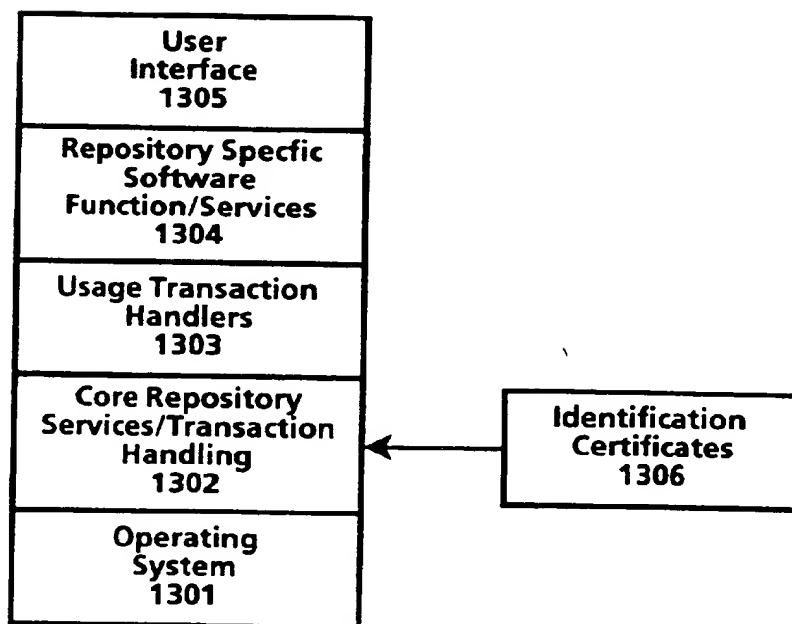 User
Interface
1305
Repository Specfic
Software
Function/Services
1304
Usage Transaction
Handlers
1303
Core Repository
Services/Transaction
Handling
1302
Operating
System
1301
Identification
Certificates
1306